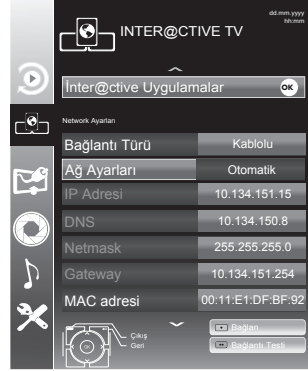 dd.mm.yyyy
hh:mm
INTER@CTIVE TV
İnter@ctive Uygulamalar OK
Network Ayarları
Bağlantı Türü Kablolu
Ağ Ayarları Otomatik
IP Adresi 10.134.151.15
DNS 10.134.150.8
Netmask 255.255.255.0
Gateway 10.134.151.254
MAC adresi 00:11:E1:DF:BF:92
OK
Çıkış
Geri
Bağlan
Bağlantı Testi